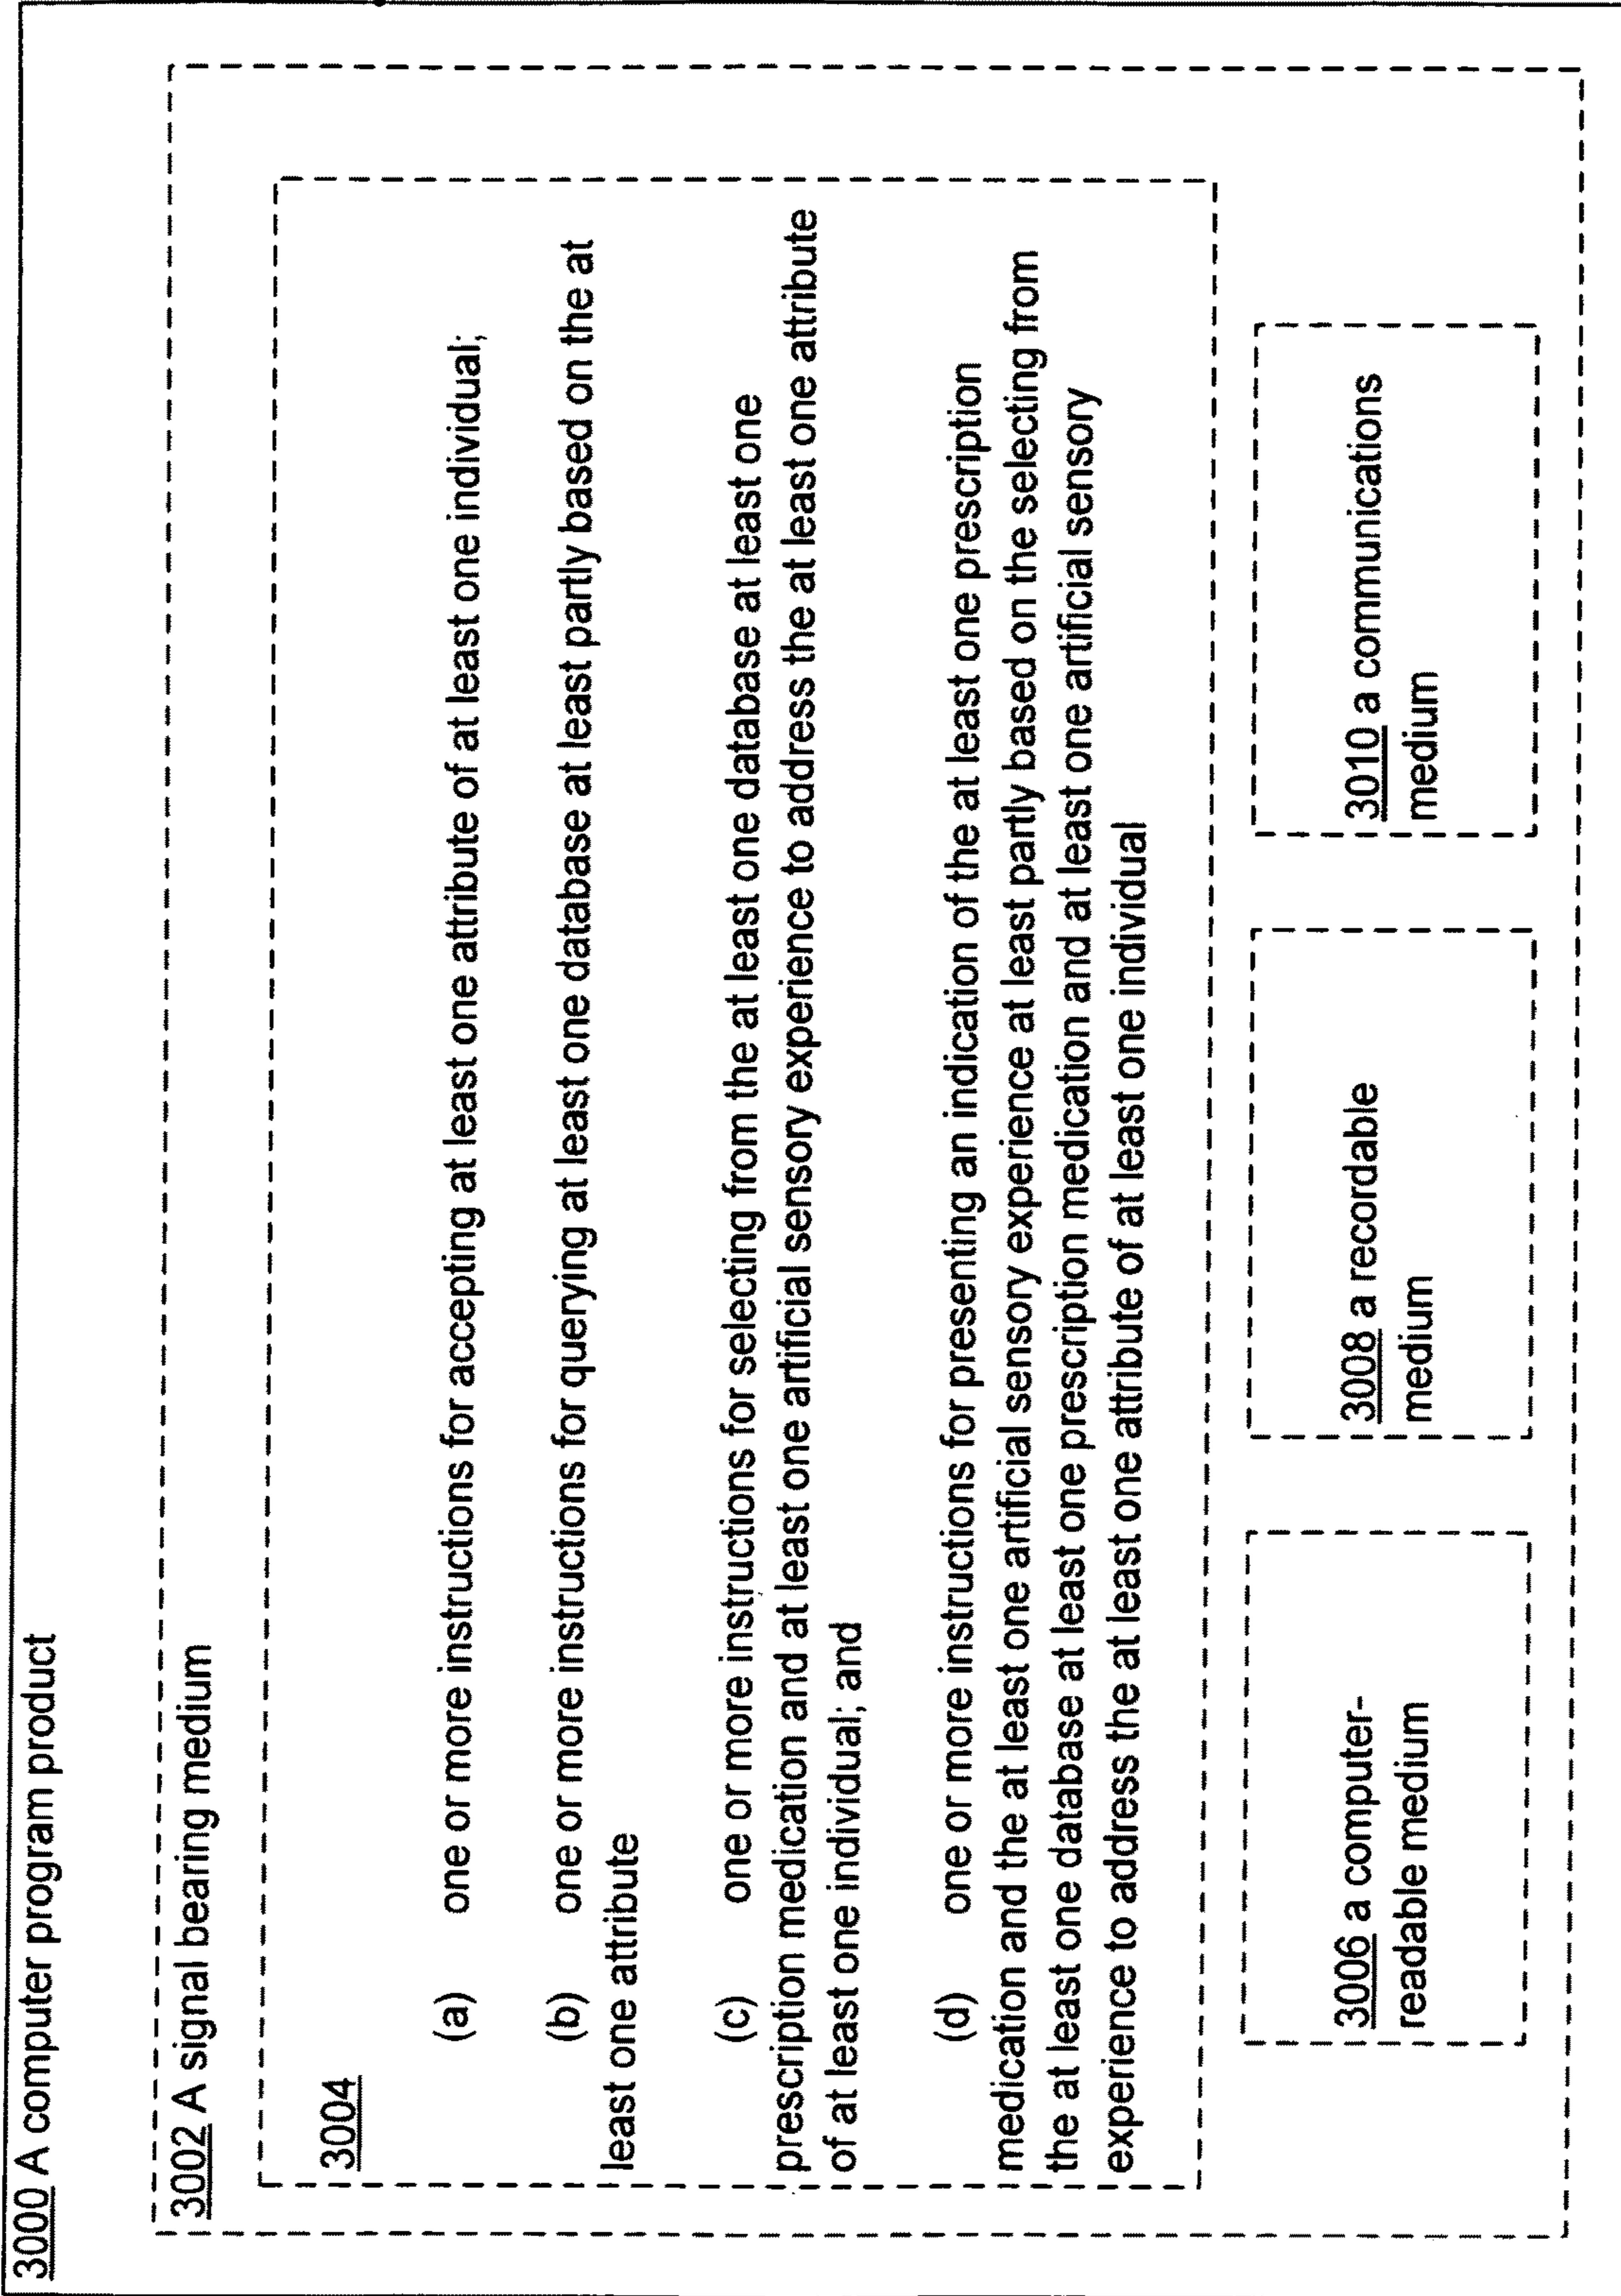 3000 A computer program product
3002 A signal bearing medium
3004
(a) one or more instructions for accepting at least one attribute of at least one individual;
(b) one or more instructions for querying at least one database at least partly based on the at
least one attribute
(c) one or more instructions for selecting from the at least one database at least one
prescription medication and at least one artificial sensory experience to address the at least one attribute
of at least one individual; and
(d) one or more instructions for presenting an indication of the at least one prescription
medication and the at least one artificial sensory experience at least partly based on the selecting from
the at least one database at least one prescription medication and at least one artificial sensory
experience to address the at least one attribute of at least one individual
3006 a computer-
readable medium
3008 a recordable
medium
3010 a communications
medium